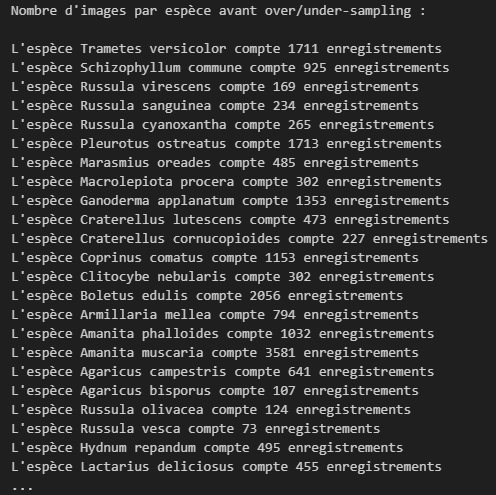 Nombre d'images par espèce avant over/under-sampling :
L'espèce Trametes versicolor compte 1711 enregistrements
L'espèce Schizophyllum commune compte 925 enregistrements
L'espèce Russula virescens compte 169 enregistrements
L'espèce Russula sanguinea compte 234 enregistrements
L'espèce Russula cyanoxantha compte 265 enregistrements
L'espèce Pleurotus ostreatus compte 1713 enregistrements
L'espèce Marasmius oreades compte 485 enregistrements
L'espèce Macrolepiota procera compte 302 enregistrements
L'espèce Ganoderma applanatum compte 1353 enregistrements
L'espèce Craterellus lutescens compte 473 enregistrements
L'espèce Craterellus cornucopioides compte 227 enregistrements
L'espèce Coprinus comatus compte 1153 enregistrements
L'espèce Clitocybe nebularis compte 302 enregistrements
L'espèce Boletus edulis compte 2056 enregistrements
L'espèce Armillaria mellea compte 794 enregistrements
L'espèce Amanita phalloides compte 1032 enregistrements
L'espèce Amanita muscaria compte 3581 enregistrements
L'espèce Agaricus campestris compte 641 enregistrements
L'espèce Agaricus bisporus compte 107 enregistrements
L'espèce Russula olivacea compte 124 enregistrements
L'espèce Russula vesca compte 73 enregistrements
L'espèce Hydnum repandum compte 495 enregistrements
L'espèce Lactarius deliciosus compte 455 enregistrements
...